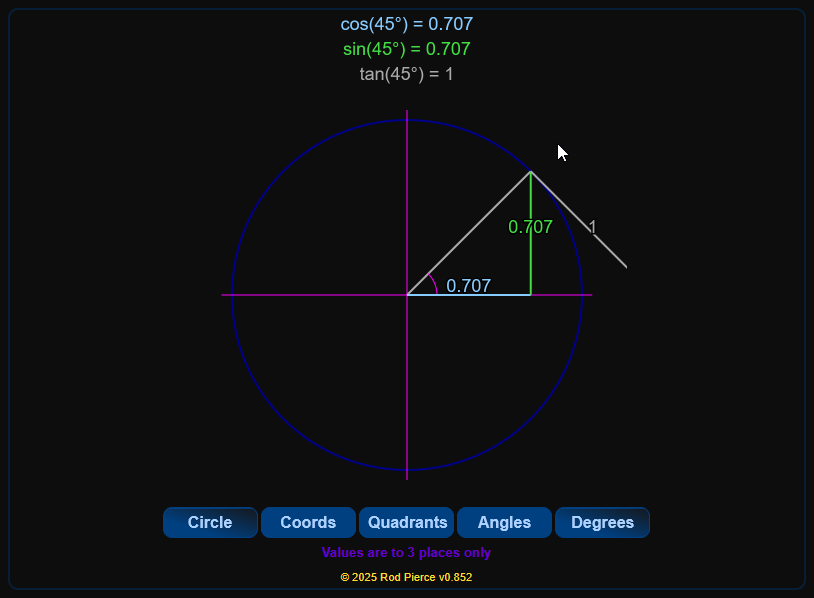 cos(45°) = 0.707
sin(45°) = 0.707
tan(45°) = 1
0.707
1
0.707
Circle Coords Quadrants Angles Degrees
Values are to 3 places only
© 2025 Rod Pierce v0.852